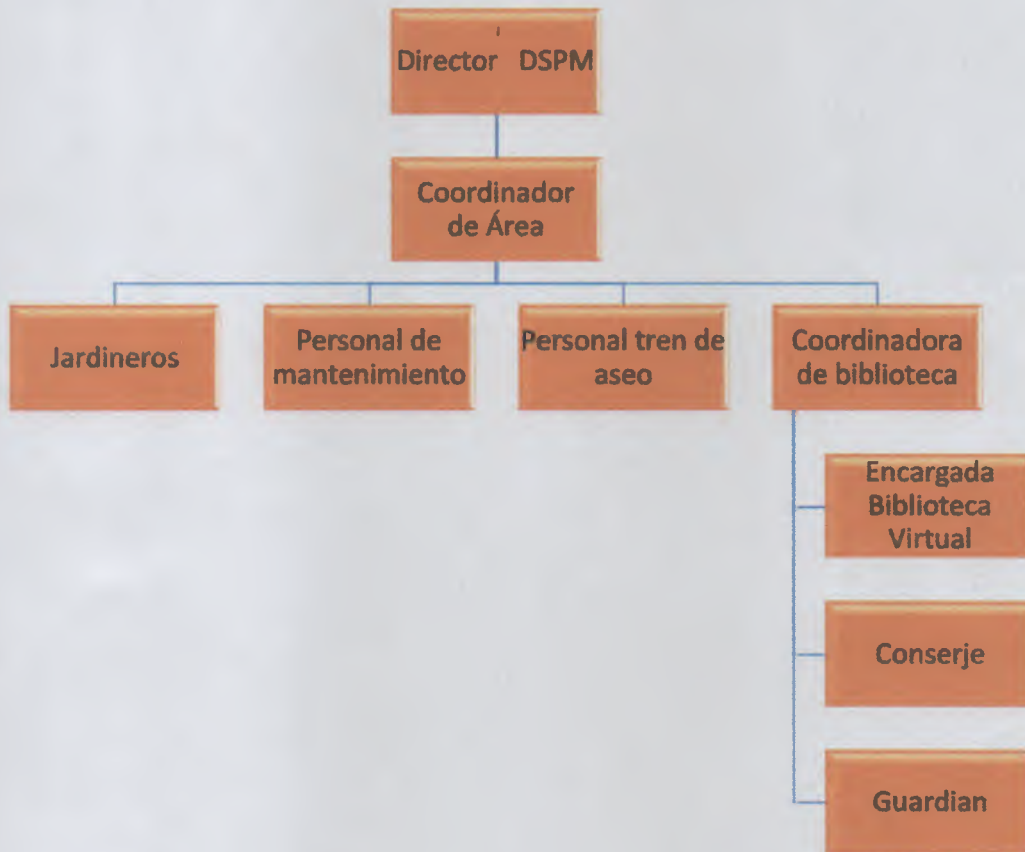 Director DSPM
Coordinador
de Área
Jardineros
Personal de
mantenimiento
Personal tren de
aseo
Coordinadora
de biblioteca
Encargada
Biblioteca
Virtual
Conserje
Guardian